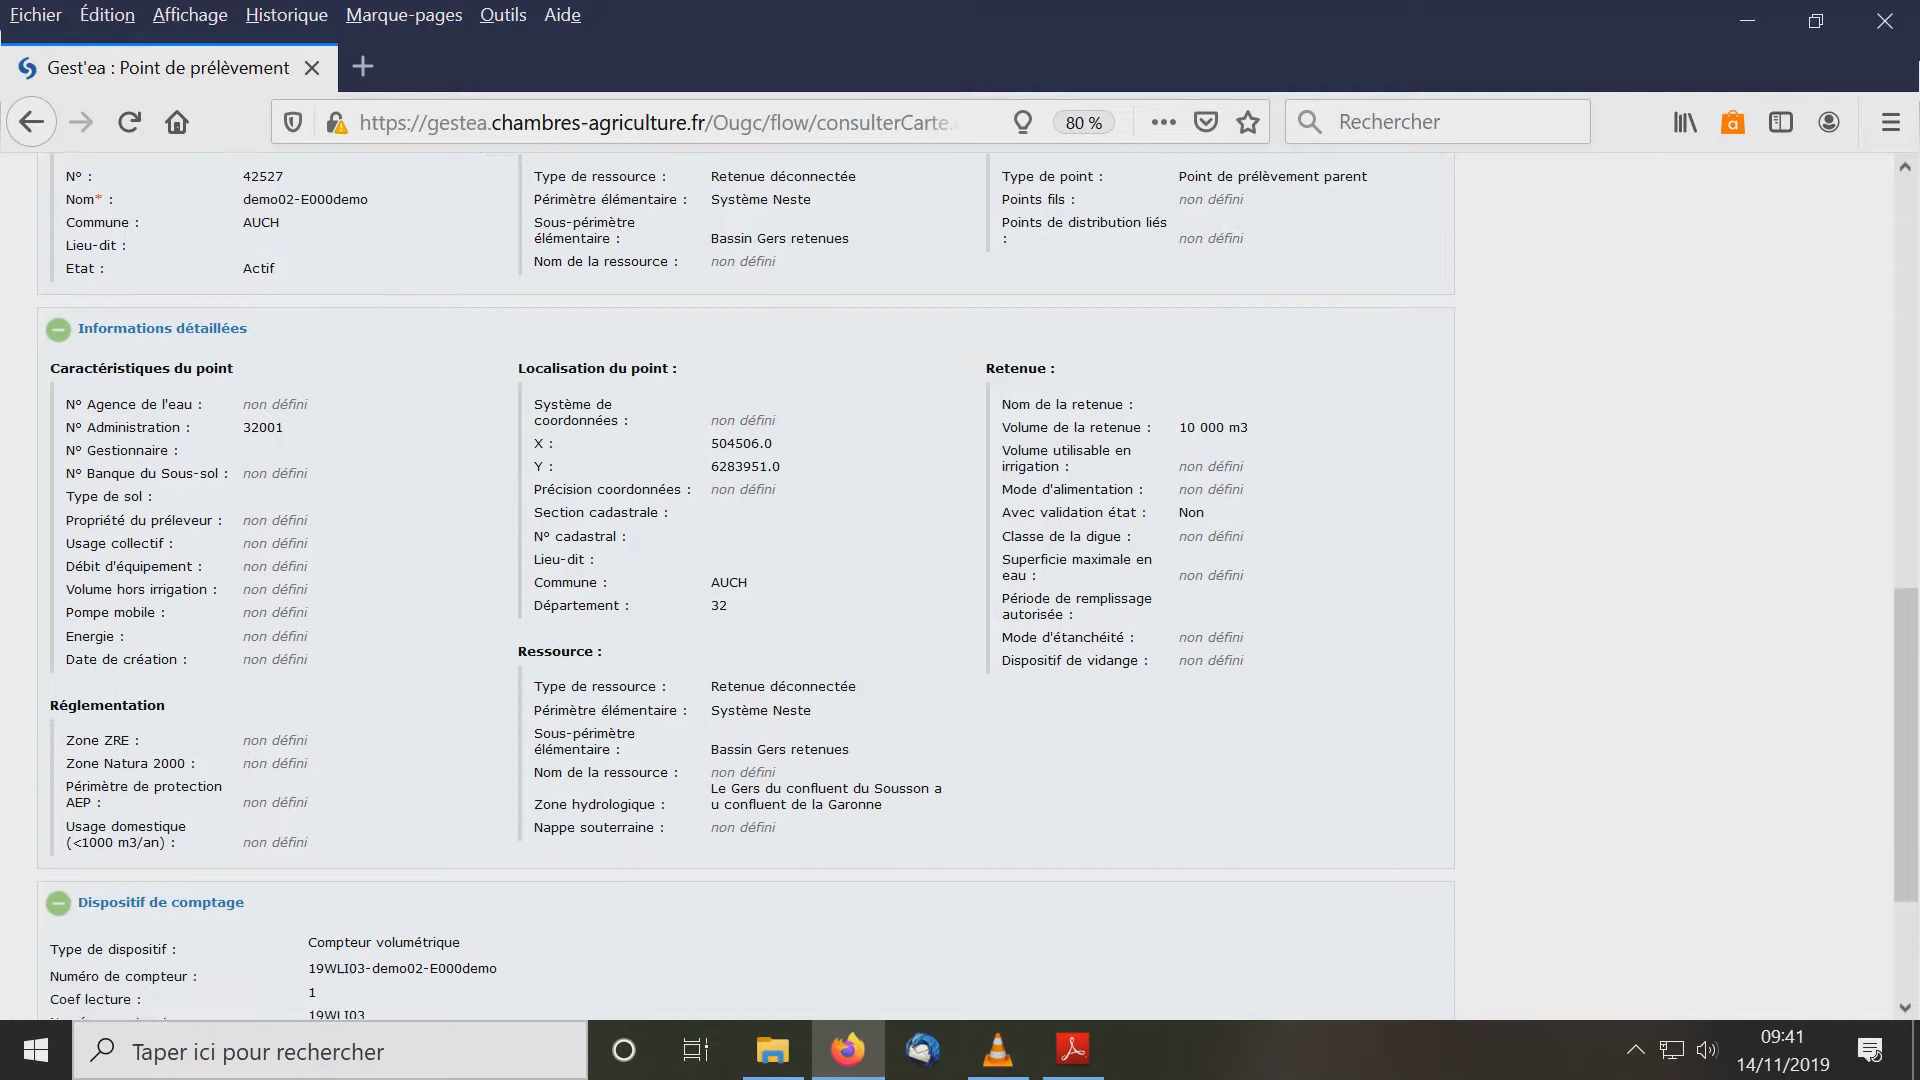 Fichier Édition Affichage Historique Marque-pages Outils Aide
Gest'ea : Point de prélèvement
https://gestea.chambres-agriculture.fr/Ougc/flow/consulterCarte.
80 %
Rechercher
N° : 42527
Nom* : demo02-E000demo
Commune : AUCH
Lieu-dit :
Etat : Actif
Type de ressource : Retenue déconnectée
Périmètre élémentaire : Système Neste
Sous-périmètre
élémentaire : Bassin Gers retenues
Nom de la ressource : non défini
Type de point : Point de prélèvement parent
Points fils : non défini
Points de distribution liés
: non défini
Informations détaillées
Caractéristiques du point
N° Agence de l'eau : non défini
N° Administration : 32001
N° Gestionnaire :
N° Banque du Sous-sol : non défini
Type de sol :
Propriété du préleveur : non défini
Usage collectif : non défini
Débit d'équipement : non défini
Volume hors irrigation : non défini
Pompe mobile : non défini
Energie : non défini
Date de création : non défini
Réglementation
Zone ZRE : non défini
Zone Natura 2000 : non défini
Périmètre de protection
AEP : non défini
Usage domestique
(<1000 m3/an) : non défini
Localisation du point :
Système de
coordonnées : non défini
X : 504506.0
Y : 6283951.0
Précision coordonnées : non défini
Section cadastrale :
N° cadastral :
Lieu-dit :
Commune : AUCH
Département : 32
Ressource :
Type de ressource : Retenue déconnectée
Périmètre élémentaire : Système Neste
Sous-périmètre
élémentaire : Bassin Gers retenues
Nom de la ressource : non défini
Le Gers du confluent du Sousson a
Zone hydrologique : u confluent de la Garonne
Nappe souterraine : non défini
Retenue :
Nom de la retenue :
Volume de la retenue : 10 000 m3
Volume utilisable en
irrigation : non défini
Mode d'alimentation : non défini
Avec validation état : Non
Classe de la digue : non défini
Superficie maximale en
eau : non défini
Période de remplissage
autorisée :
Mode d'étanchéité : non défini
Dispositif de vidange : non défini
Dispositif de comptage
Type de dispositif : Compteur volumétrique
Numéro de compteur : 19WLI03-demo02-E000demo
Coef lecture : 1
19WLI03
Taper ici pour rechercher
09:41
14/11/2019